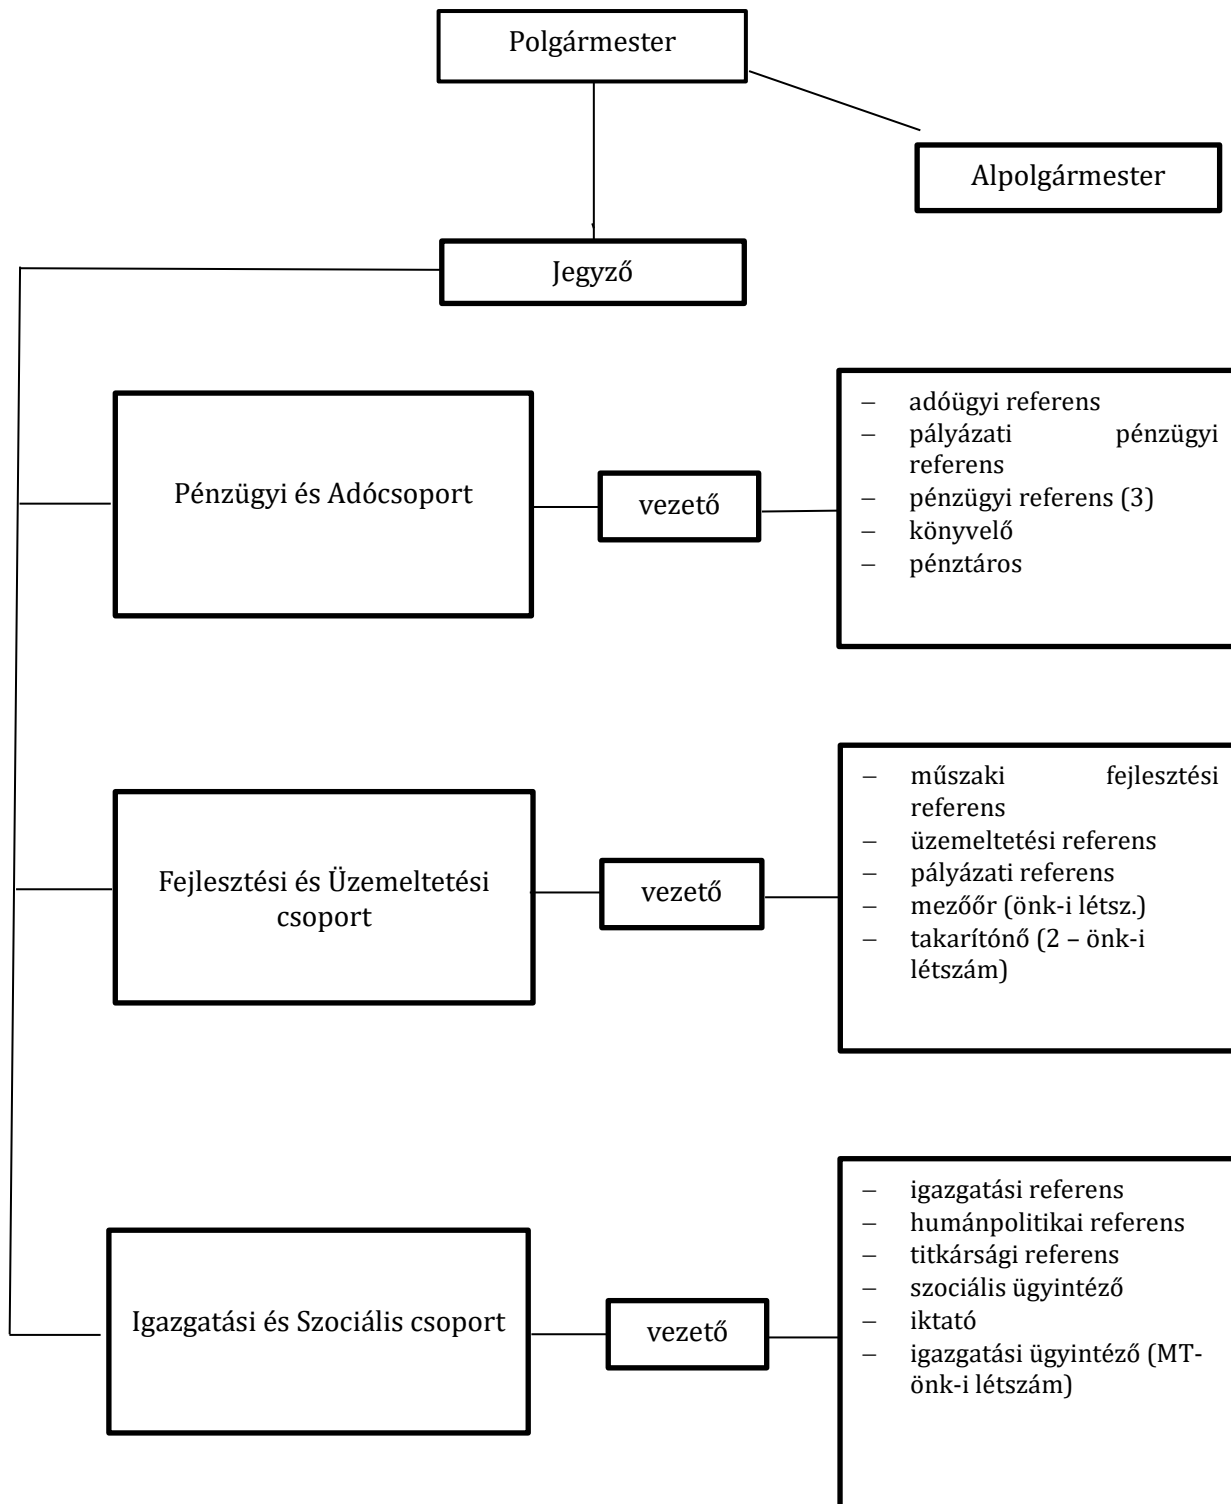 Polgármester
Alpolgármester
Jegyző
Pénzügyi és Adócsoport
vezető
– adóügyi referens
– pályázati pénzügyi
referens
– pénzügyi referens (3)
– könyvelő
– pénztáros
Fejlesztési és Üzemeltetési
csoport
vezető
– műszaki fejlesztési
referens
– üzemeltetési referens
– pályázati referens
– mezőőr (önk-i létsz.)
– takarítónő (2 – önk-i
létszám)
Igazgatási és Szociális csoport
vezető
– igazgatási referens
– humánpolitikai referens
– titkársági referens
– szociális ügyintéző
– iktató
– igazgatási ügyintéző (MT-
önk-i létszám)